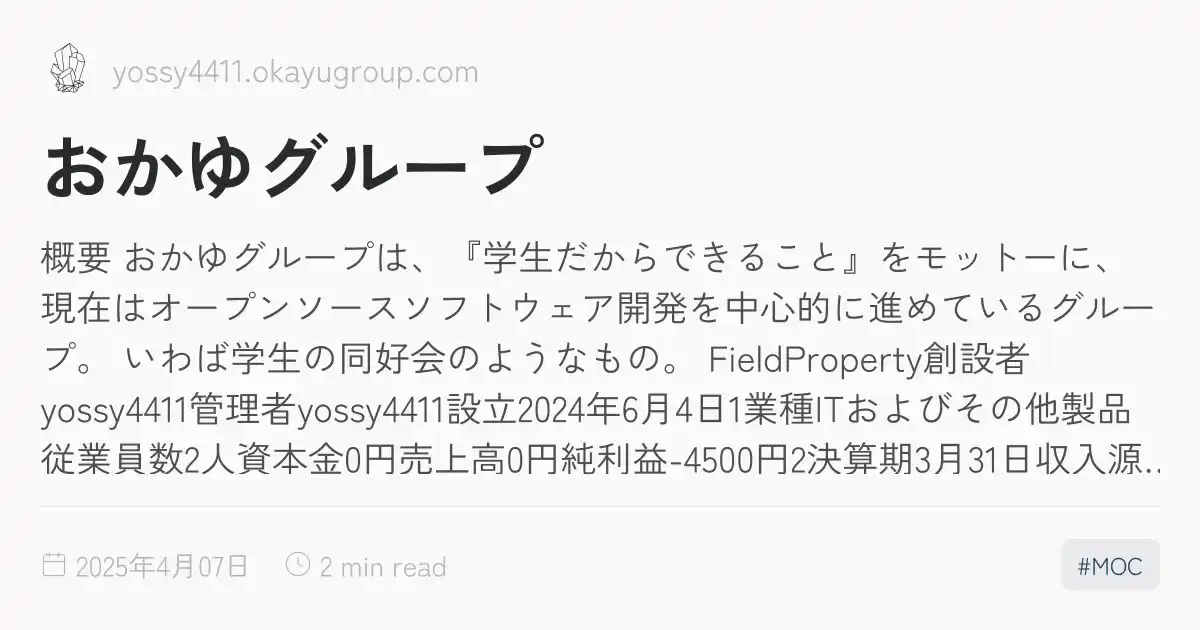 yossy4411.okayugroup.com
おかゆグループ
概要 おかゆグループは、『学生だからできること』をモットーに、
現在はオープンソースソフトウェア開発を中心的に進めているグルー
プ。 いわば学生の同好会のようなもの。 FieldProperty創設者
yossy4411管理者yossy4411設立2024年6月4日1業種ITおよびその他製品
従業員数2人資本金0円売上高0円純利益-4500円2決算期3月31日収入源..
2025年4月07日 2 min read
#MOC